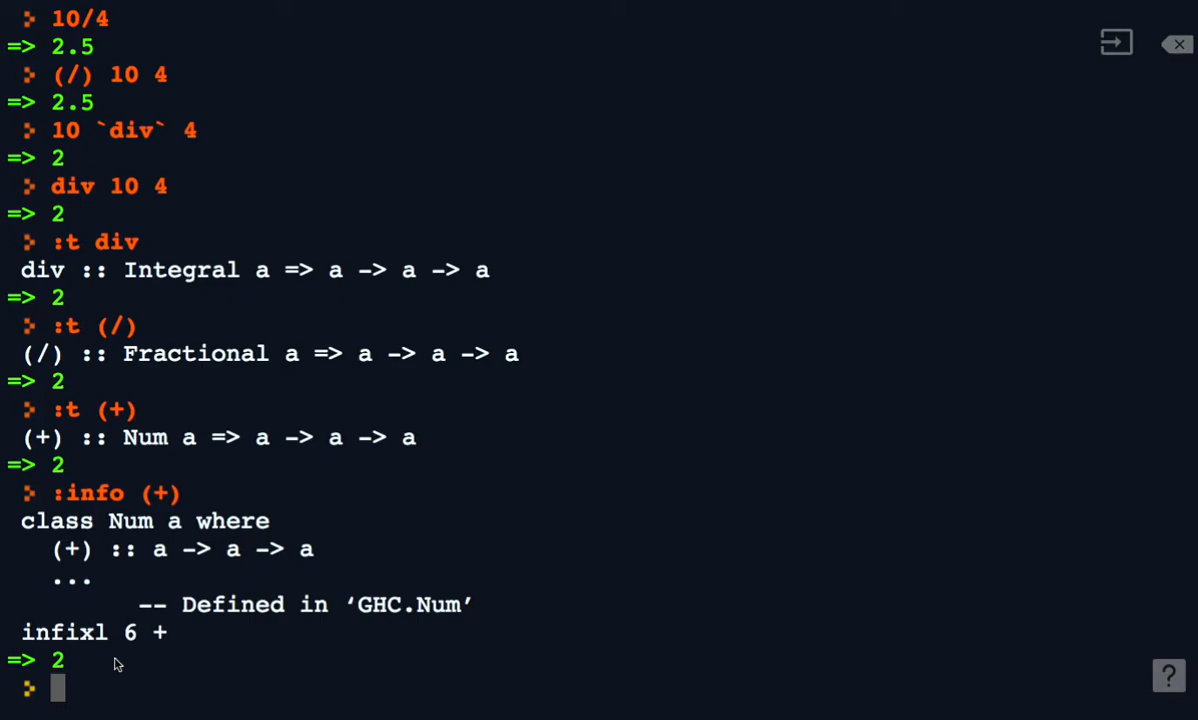 10/4
=> 2.5
(/) 10 4
=> 2.5
10 `div` 4
=> 2
div 10 4
=> 2
:t div
div :: Integral a => a -> a -> a
=> 2
:t (/)
(/) :: Fractional a => a -> a -> a
=> 2
:t (+)
(+) :: Num a => a -> a -> a
=> 2
:info (+)
class Num a where
(+) :: a -> a -> a
...
-- Defined in ‘GHC.Num’
infixl 6 +
=> 2
?